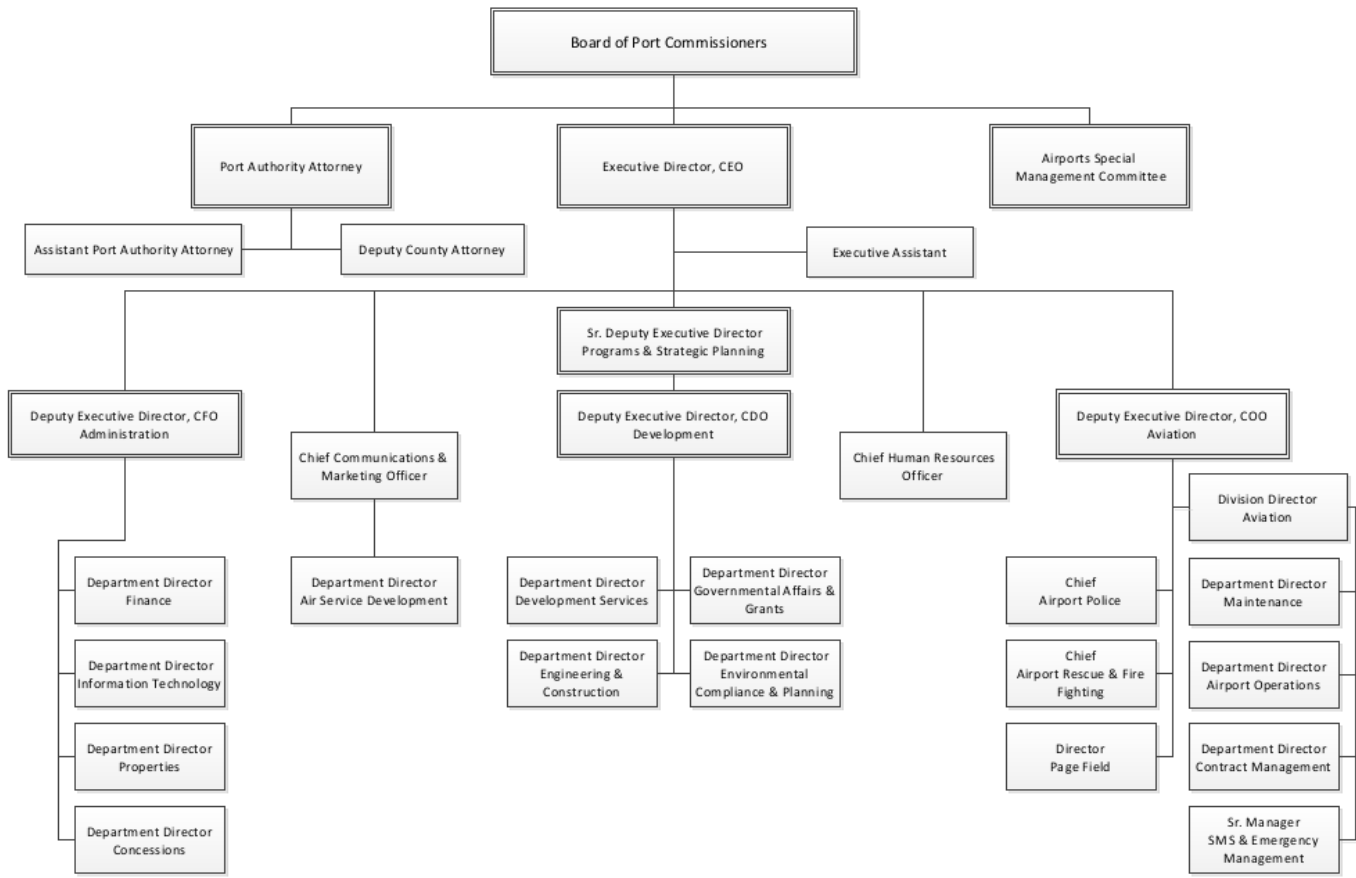 Board of Port Commissioners
Port Authority Attorney
Executive Director, CEO
Airports Special
Management Committee
Assistant Port Authority Attorney
Deputy County Attorney
Executive Assistant
Sr. Deputy Executive Director
Programs & Strategic Planning
Deputy Executive Director, CFO
Administration
Chief Communications &
Marketing Officer
Deputy Executive Director, CDO
Development
Chief Human Resources
Officer
Deputy Executive Director, COO
Aviation
Division Director
Aviation
Department Director
Finance
Department Director
Information Technology
Department Director
Properties
Department Director
Concessions
Department Director
Air Service Development
Department Director
Development Services
Department Director
Governmental Affairs &
Grants
Department Director
Engineering &
Construction
Department Director
Environmental
Compliance & Planning
Chief
Airport Police
Chief
Airport Rescue & Fire
Fighting
Director
Page Field
Department Director
Maintenance
Department Director
Airport Operations
Department Director
Contract Management
Sr. Manager
SMS & Emergency
Management